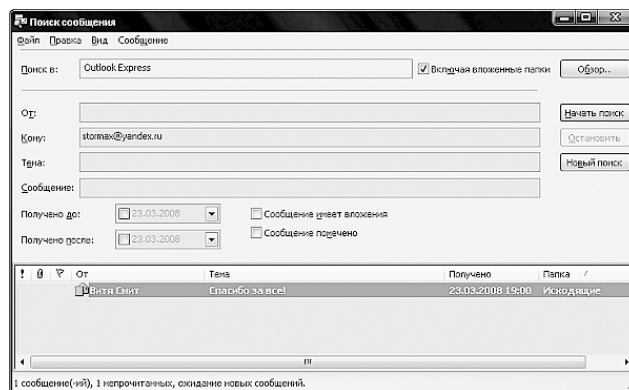 Поиск сообщения
Файл Правка Вид Сообщение
Поиск в: Outlook Express Включая вложенные папки Обзор...
От: Начать поиск
Кому: stormax@yandex.ru Остановить
Тема: Новый поиск
Сообщение:
Получено до: 23.03.2008 Сообщение имеет вложения
Получено после: 23.03.2008 Сообщение помечено
! От Тема Получено Папка
Витя Смит Спасибо за все! 23.03.2008 19:00 Исходящие
1 сообщение(-ий), 1 непрочитанных, ожидание новых сообщений.